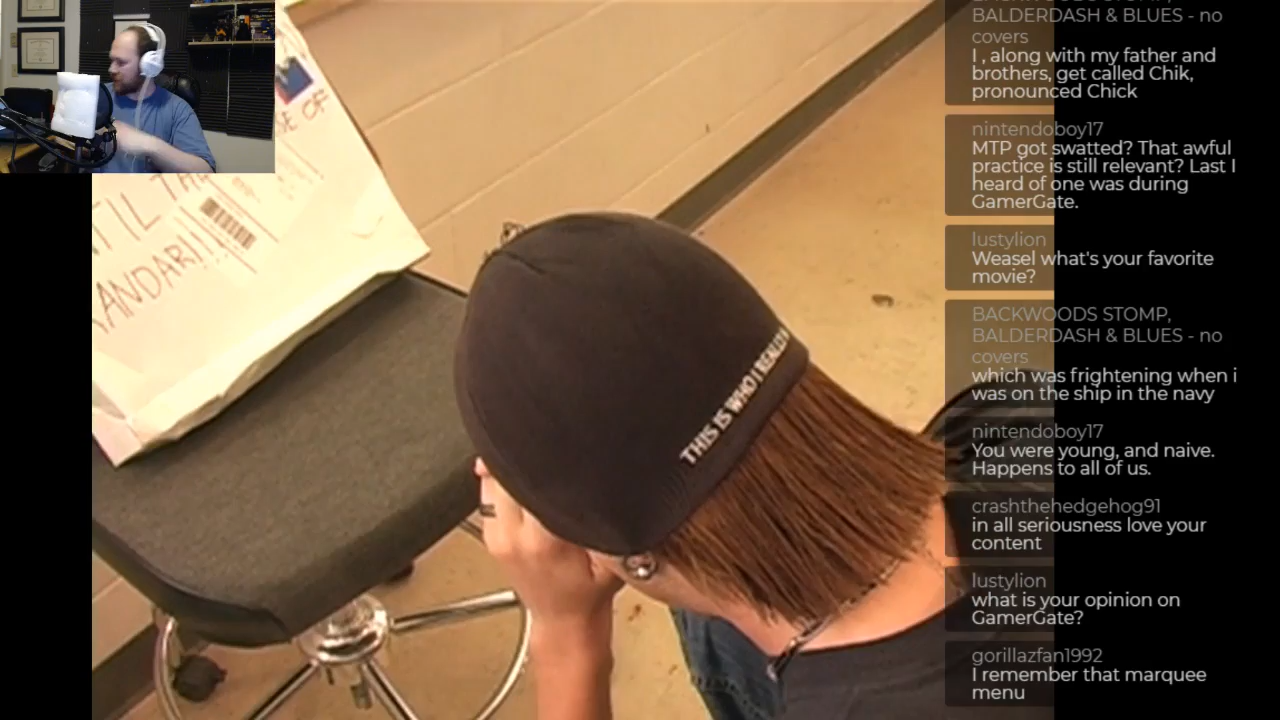 BALDERDASH & BLUES - no
covers
I , along with my father and
brothers, get called Chik,
pronounced Chick
nintendoboy17
MTP got swatted? That awful
practice is still relevant? Last I
heard of one was during
GamerGate.
lustylion
Weasel what's your favorite
movie?
BACKWOODS STOMP,
BALDERDASH & BLUES - no
covers
which was frightening when i
was on the ship in the navy
nintendoboy17
You were young, and naive.
Happens to all of us.
crashthehedgehog91
in all seriousness love your
content
lustylion
what is your opinion on
GamerGate?
gorillazfan1992
I remember that marquee
menu
OF
THIS IS WHO I REALLY